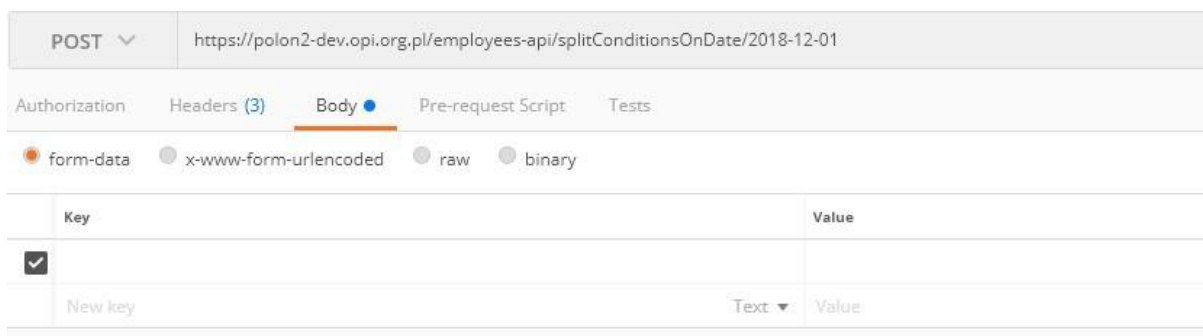 POST https://polon2-dev.opi.org.pl/employees-api/splitConditionsOnDate/2018-12-01
Authorization Headers (3) Body Pre-request Script Tests
form-data x-www-form-urlencoded raw binary
Key Value
New key Text Value